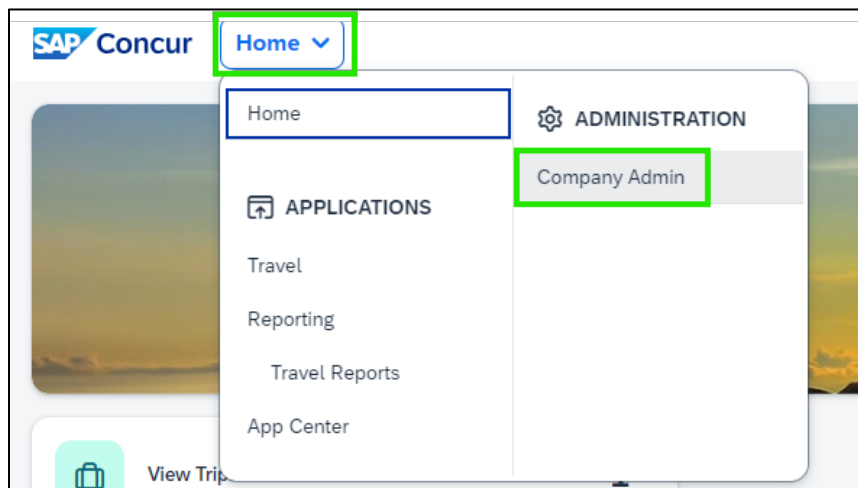 SAP Concur Home
Home
APPLICATIONS
Travel
Reporting
Travel Reports
App Center
ADMINISTRATION
Company Admin
View Trip